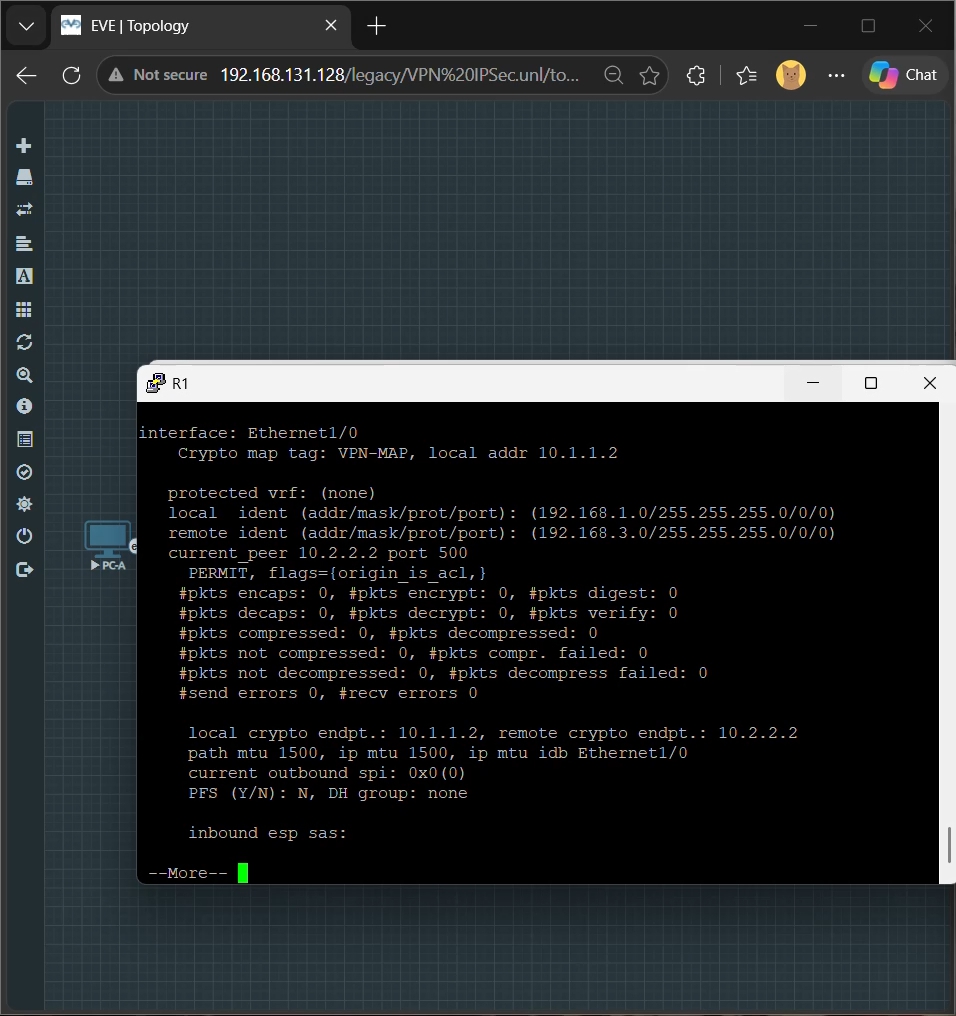 EVE | Topology
Not secure 192.168.131.128/legacy/VPN%20IPSec.unl/to...
Chat
A
R1
interface: Ethernet1/0
Crypto map tag: VPN-MAP, local addr 10.1.1.2
protected vrf: (none)
local ident (addr/mask/prot/port): (192.168.1.0/255.255.255.0/0/0)
remote ident (addr/mask/prot/port): (192.168.3.0/255.255.255.0/0/0)
current_peer 10.2.2.2 port 500
PERMIT, flags={origin_is_acl,}
#pkts encaps: 0, #pkts encrypt: 0, #pkts digest: 0
#pkts decaps: 0, #pkts decrypt: 0, #pkts verify: 0
#pkts compressed: 0, #pkts decompressed: 0
#pkts not compressed: 0, #pkts compr. failed: 0
#pkts not decompressed: 0, #pkts decompress failed: 0
#send errors 0, #recv errors 0
local crypto endpt.: 10.1.1.2, remote crypto endpt.: 10.2.2.2
path mtu 1500, ip mtu 1500, ip mtu idb Ethernet1/0
current outbound spi: 0x0(0)
PFS (Y/N): N, DH group: none
inbound esp sas:
--More--
PC-A